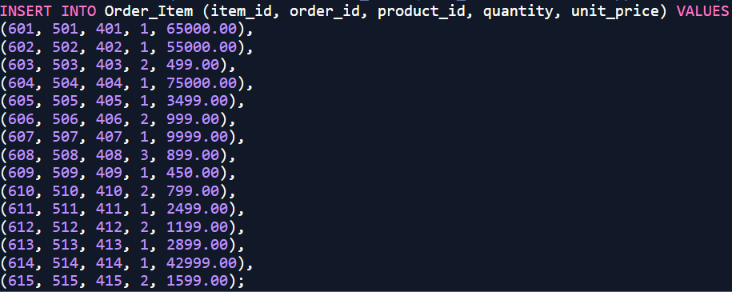 INSERT INTO Order_Item (item_id, order_id, product_id, quantity, unit_price) VALUES
(601, 501, 401, 1, 65000.00),
(602, 502, 402, 1, 55000.00),
(603, 503, 403, 2, 499.00),
(604, 504, 404, 1, 75000.00),
(605, 505, 405, 1, 3499.00),
(606, 506, 406, 2, 999.00),
(607, 507, 407, 1, 9999.00),
(608, 508, 408, 3, 899.00),
(609, 509, 409, 1, 450.00),
(610, 510, 410, 2, 799.00),
(611, 511, 411, 1, 2499.00),
(612, 512, 412, 2, 1199.00),
(613, 513, 413, 1, 2899.00),
(614, 514, 414, 1, 42999.00),
(615, 515, 415, 2, 1599.00);